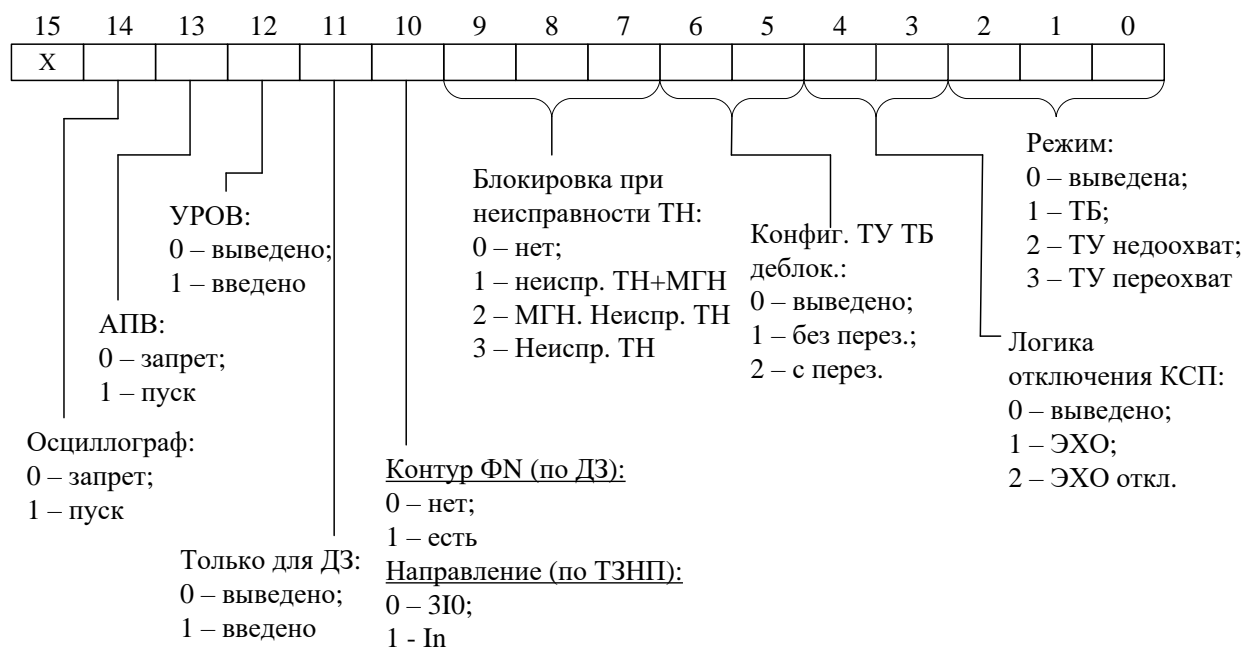 15 14 13 12 11 10 9 8 7 6 5 4 3 2 1 0
X
Режим:
0 – выведена;
1 – ТБ;
2 – ТУ недоохват;
3 – ТУ переохват
Логика
отключения КСП:
0 – выведено;
1 – ЭХО;
2 – ЭХО откл.
Конфиг. ТУ ТБ
деблок.:
0 – выведено;
1 – без перез.;
2 – с перез.
Блокировка при
неисправности ТН:
0 – нет;
1 – неиспр. ТН+МГН
2 – МГН. Неиспр. ТН
3 – Неиспр. ТН
Контур ФN (по ДЗ):
0 – нет;
1 – есть
Направление (по ТЗНП):
0 – 3I0;
1 - In
Только для ДЗ:
0 – выведено;
1 – введено
УРОВ:
0 – выведено;
1 – введено
АПВ:
0 – запрет;
1 – пуск
Осциллограф:
0 – запрет;
1 – пуск